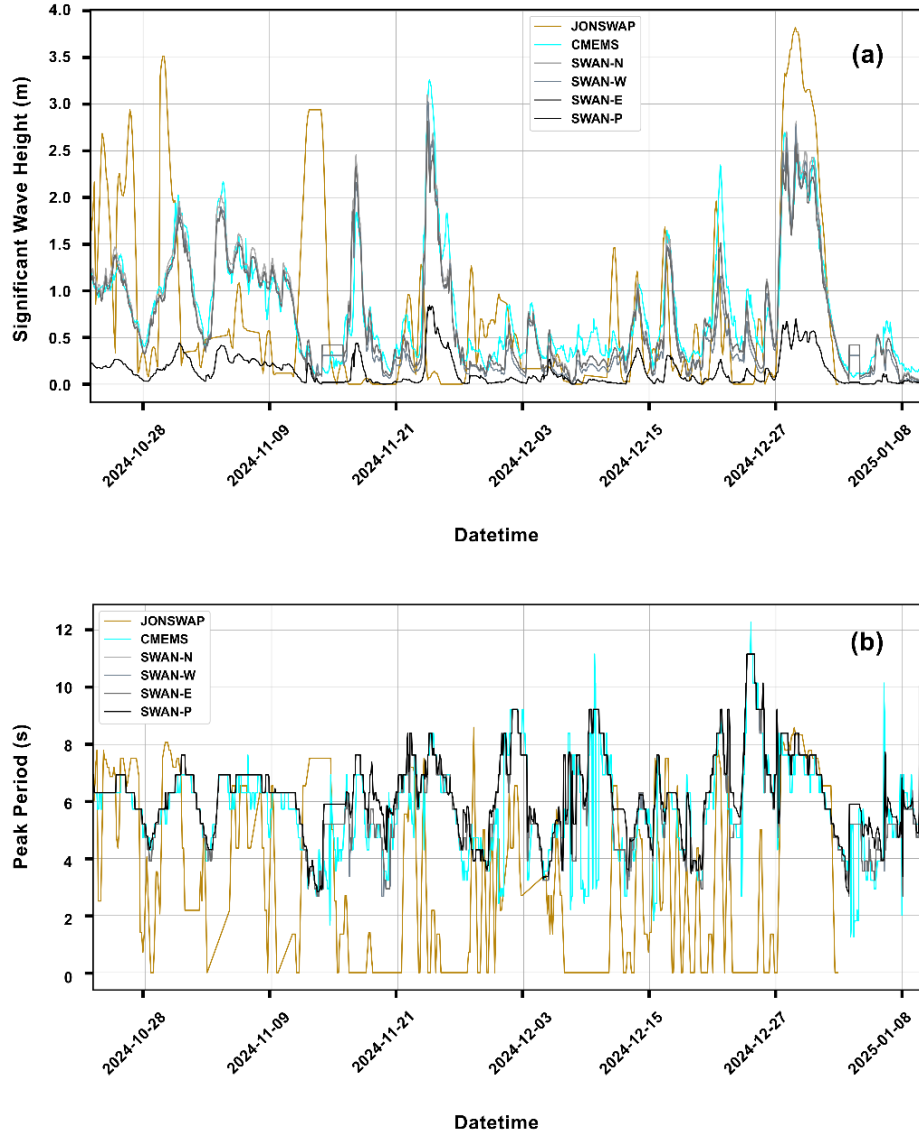 (a)
JONSWAP
CMEMS
SWAN-N
SWAN-W
SWAN-E
SWAN-P
Significant Wave Height (m)
4.0
3.5
3.0
2.5
2.0
1.5
1.0
0.5
0.0
2024-10-28
2024-11-09
2024-11-21
2024-12-03
2024-12-15
2024-12-27
2025-01-08
Datetime
(b)
JONSWAP
CMEMS
SWAN-N
SWAN-W
SWAN-E
SWAN-P
Peak Period (s)
12
10
8
6
4
2
0
2024-10-28
2024-11-09
2024-11-21
2024-12-03
2024-12-15
2024-12-27
2025-01-08
Datetime